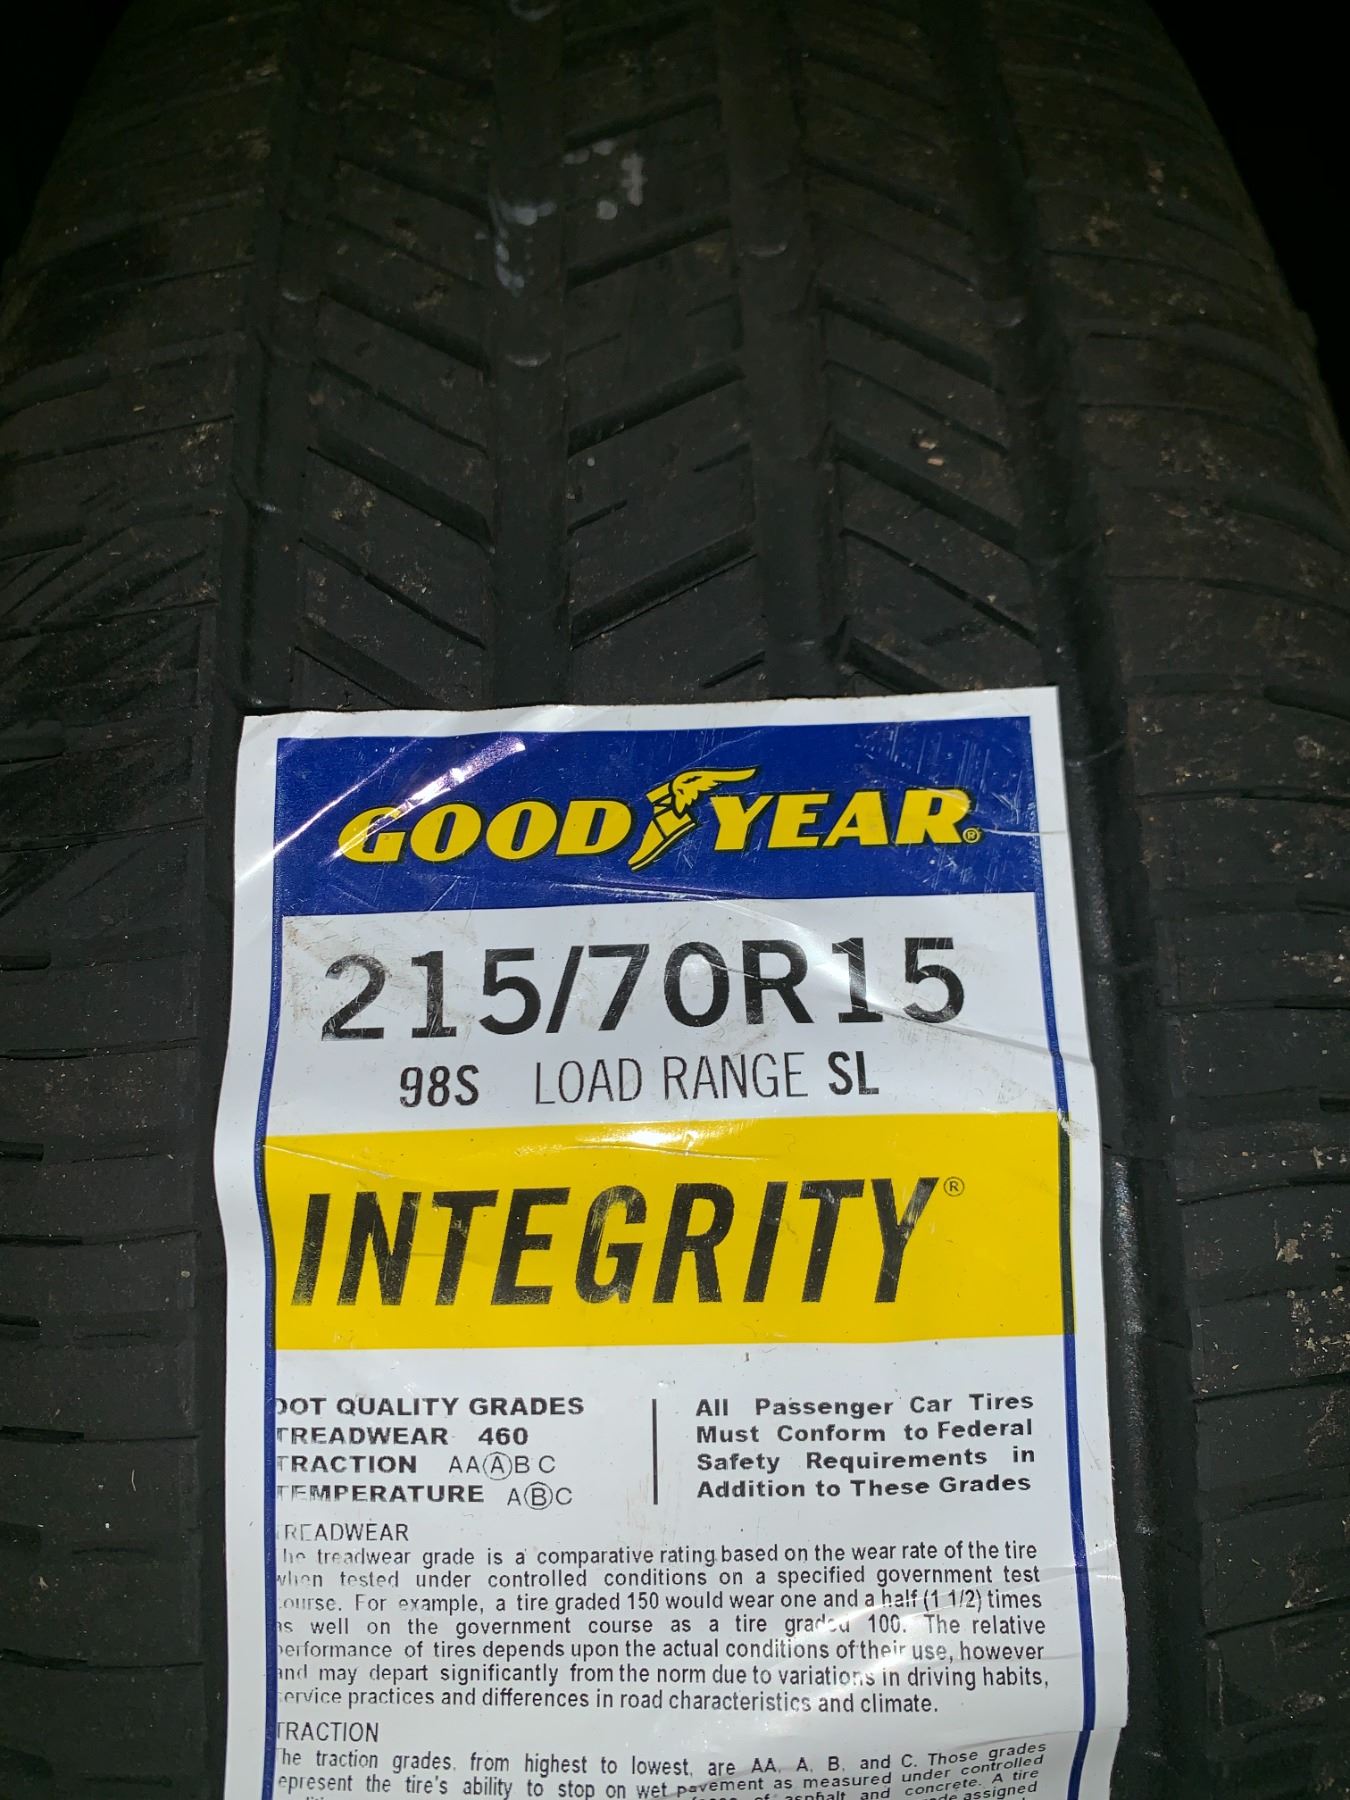 GOODYEAR®
215/70R15
98S LOAD RANGE SL
INTEGRITY®
DOT QUALITY GRADES
TREADWEAR 460
TRACTION AA A B C
TEMPERATURE A B C
All Passenger Car Tires
Must Conform to Federal
Safety Requirements in
Addition to These Grades
TREADWEAR
The treadwear grade is a comparative rating based on the wear rate of the tire
when tested under controlled conditions on a specified government test
course. For example, a tire graded 150 would wear one and a half (1 1/2) times
as well on the government course as a tire graded 100. The relative
performance of tires depends upon the actual conditions of their use, however
and may depart significantly from the norm due to variations in driving habits,
service practices and differences in road characteristics and climate.
TRACTION
The traction grades, from highest to lowest, are AA, A, B, and C. Those grades
epresent the tire's ability to stop on wet pavement as measured under controlled
of asphalt and concrete. A tire
assigned